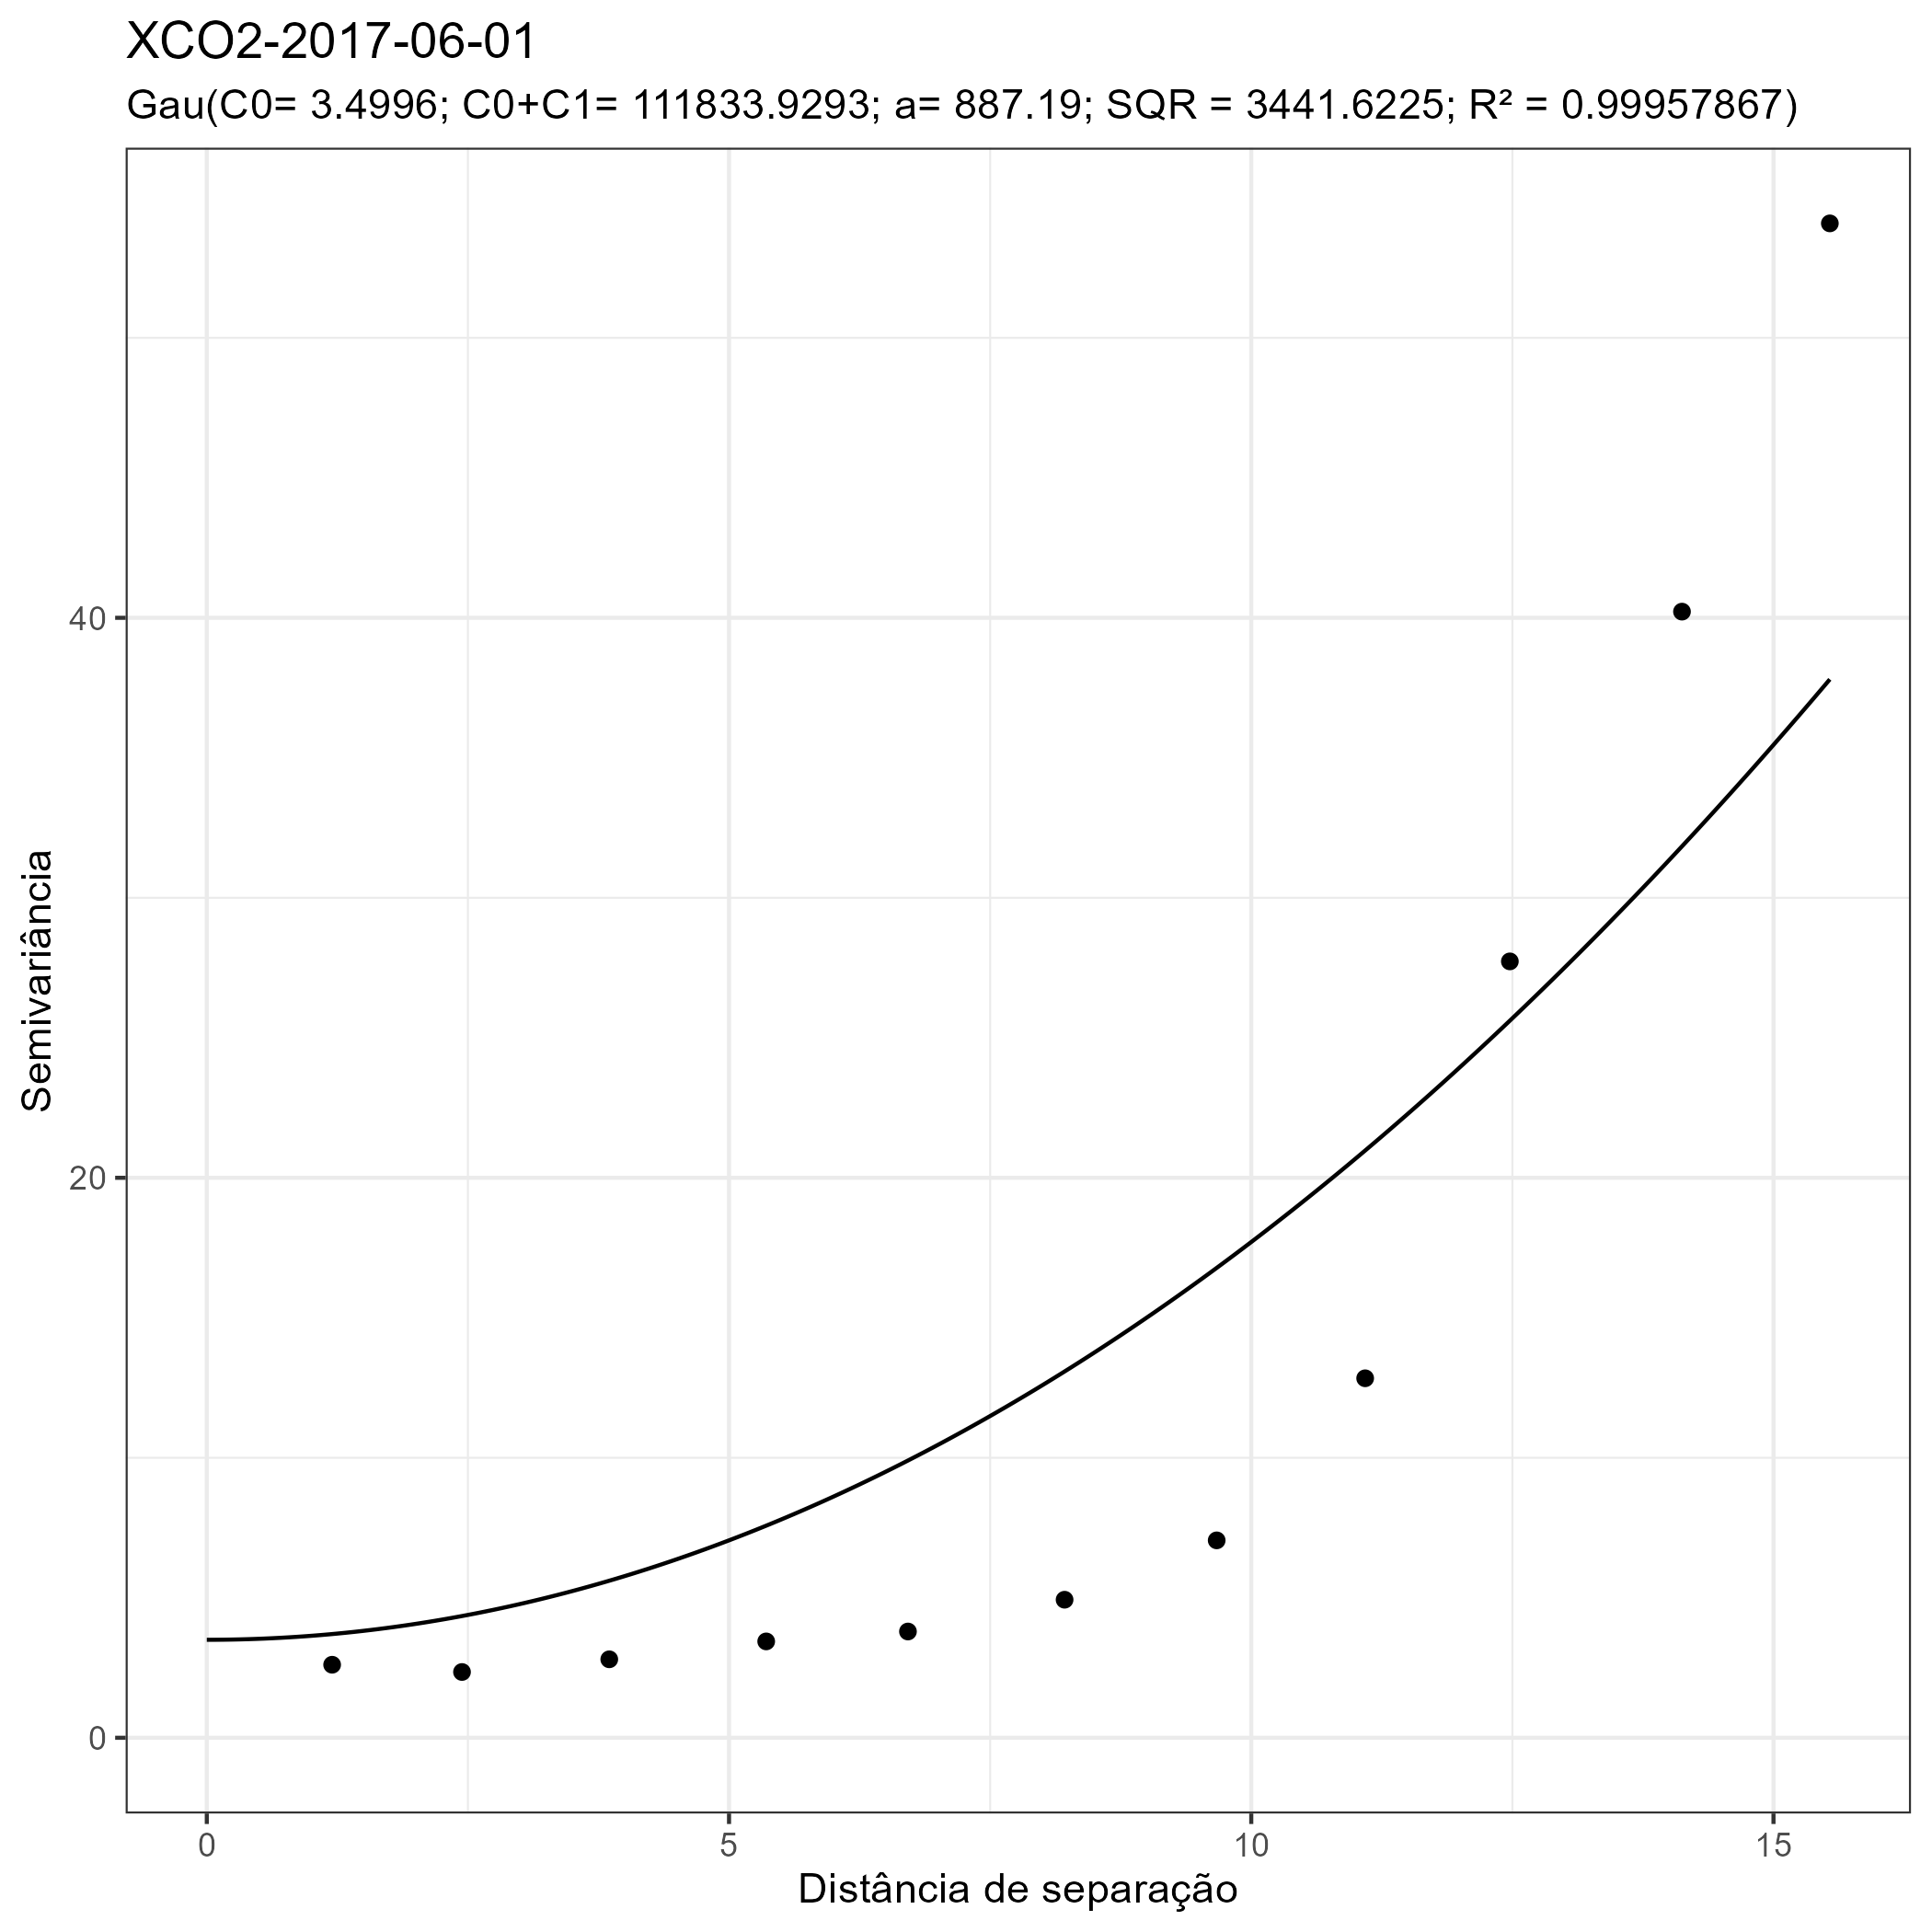 XCO2-2017-06-01
Gau(C0= 3.4996; C0+C1= 111833.9293; a= 887.19; SQR = 3441.6225; R² = 0.99957867)
40
20
0
Semivariância
0 5 10 15
Distância de separação